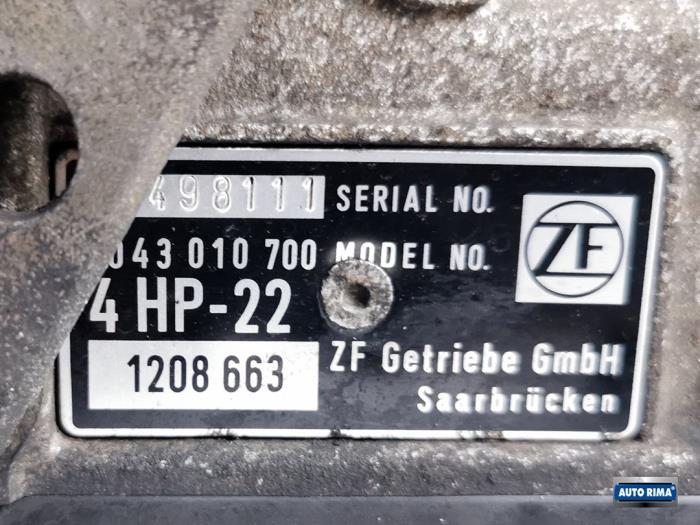 498111 SERIAL NO.
043 010 700 MODEL NO.
ZF
4 HP-22
1208 663
ZF Getriebe GmbH
Saarbrücken
AUTO RIMA